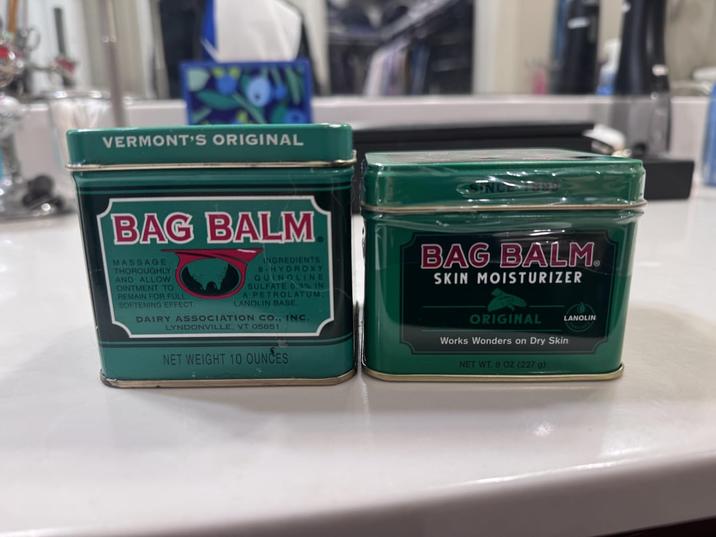 VERMONT'S ORIGINAL
BAG BALM®
MASSAGE
THOROUGHLY
AND ALLOW
OINTMENT TO
REMAIN FOR FULL
SOFTENING EFFECT
INGREDIENTS
8-HYDROXY
QUINOLINE
SULFATE 0.3% IN
A PETROLATUM,
LANOLIN BASE.
DAIRY ASSOCIATION CO., INC.
LYNDONVILLE, VT 05851
NET WEIGHT 10 OUNCES
SINCE 1899
BAG BALM®
SKIN MOISTURIZER
ORIGINAL
LANOLIN
Works Wonders on Dry Skin
NET WT. 8 OZ (227 g)